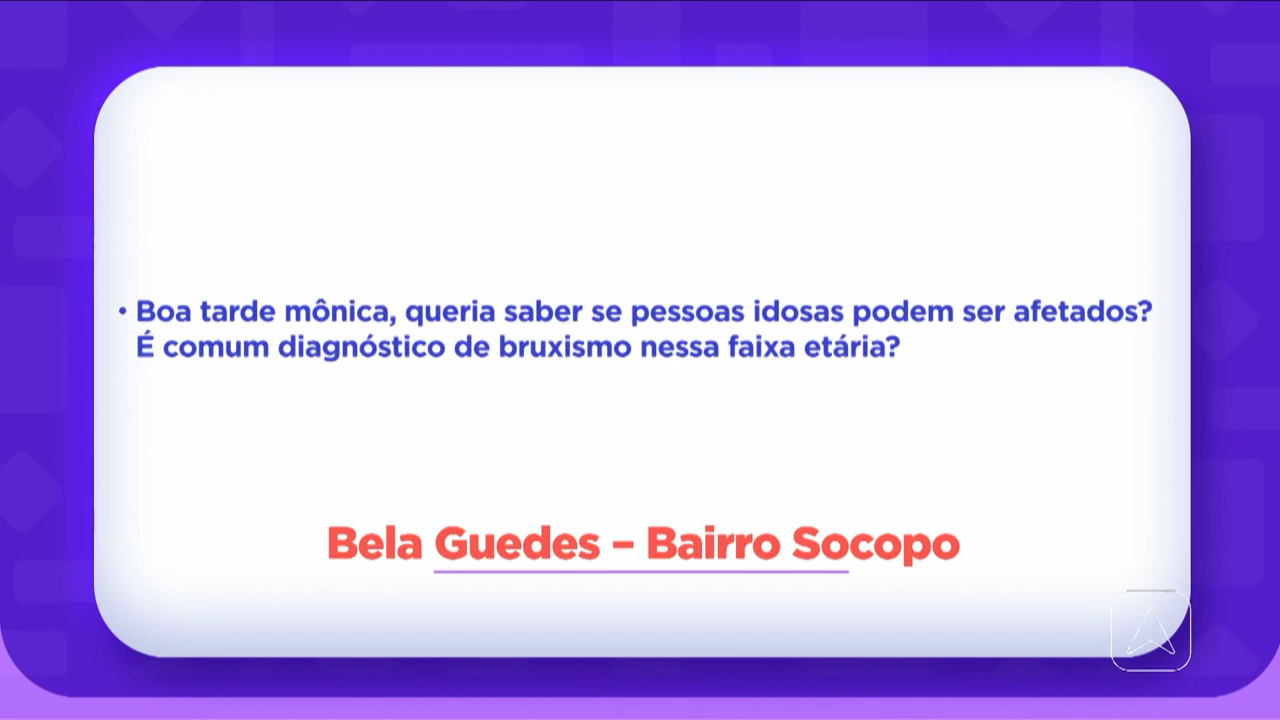 • Boa tarde mônica, queria saber se pessoas idosas podem ser afetados?
É comum diagnóstico de bruxismo nessa faixa etária?
Bela Guedes – Bairro Socopo